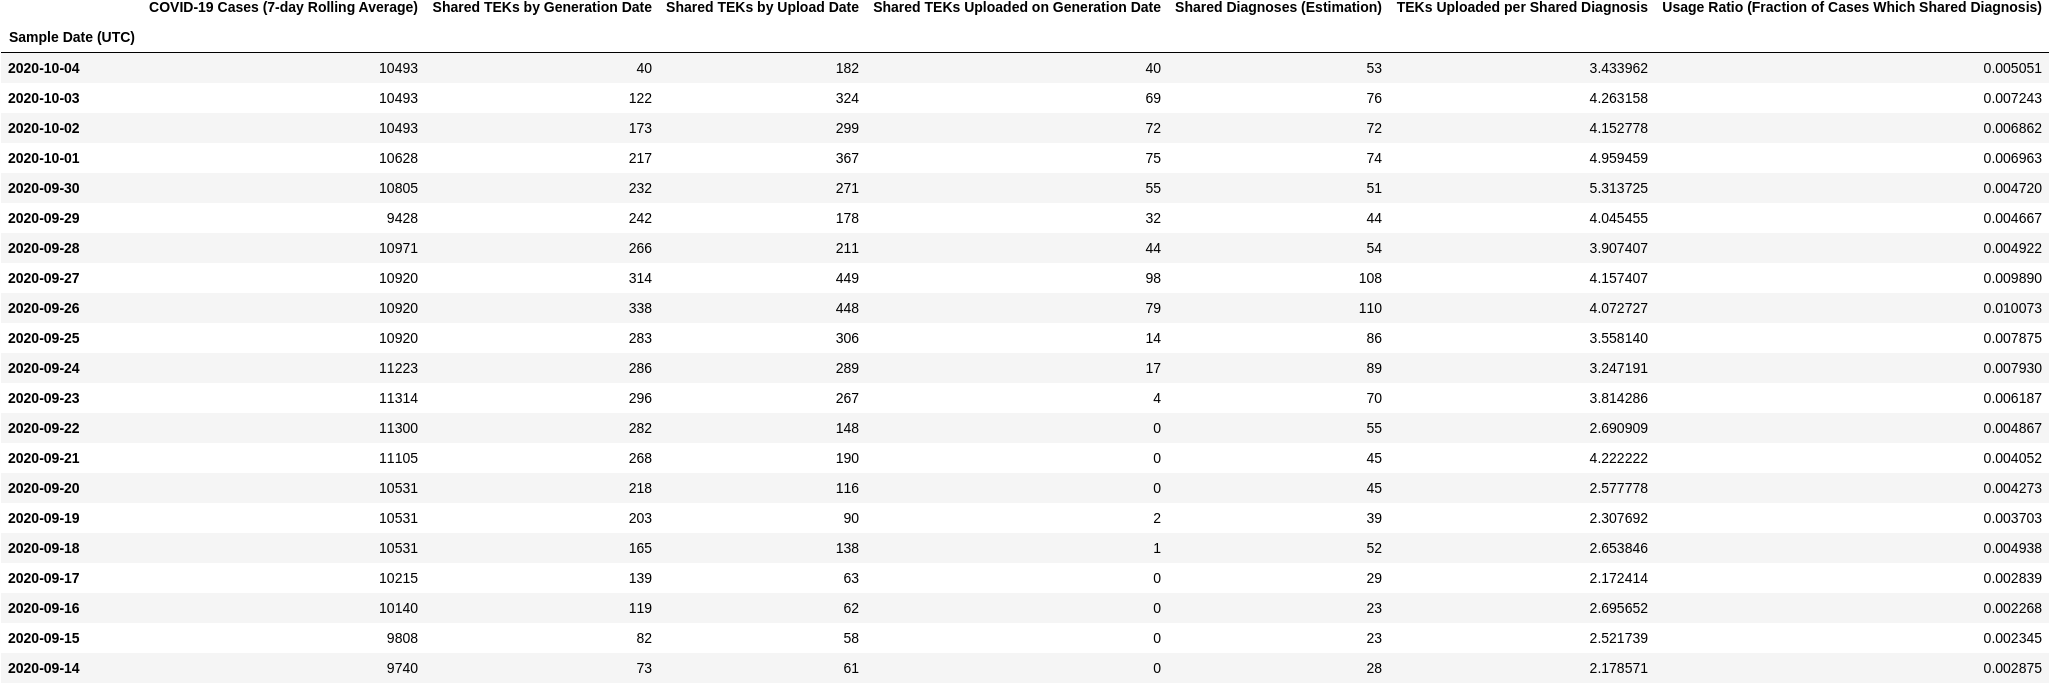 COVID-19 Cases (7-day Rolling Average) Shared TEKs by Generation Date Shared TEKs by Upload Date Shared TEKs Uploaded on Generation Date Shared Diagnoses (Estimation) TEKs Uploaded per Shared Diagnosis Usage Ratio (Fraction of Cases Which Shared Diagnosis)
Sample Date (UTC)
2020-10-04 10493 40 182 40 53 3.433962 0.005051
2020-10-03 10493 122 324 69 76 4.263158 0.007243
2020-10-02 10493 173 299 72 72 4.152778 0.006862
2020-10-01 10628 217 367 75 74 4.959459 0.006963
2020-09-30 10805 232 271 55 51 5.313725 0.004720
2020-09-29 9428 242 178 32 44 4.045455 0.004667
2020-09-28 10971 266 211 44 54 3.907407 0.004922
2020-09-27 10920 314 449 98 108 4.157407 0.009890
2020-09-26 10920 338 448 79 110 4.072727 0.010073
2020-09-25 10920 283 306 14 86 3.558140 0.007875
2020-09-24 11223 286 289 17 89 3.247191 0.007930
2020-09-23 11314 296 267 4 70 3.814286 0.006187
2020-09-22 11300 282 148 0 55 2.690909 0.004867
2020-09-21 11105 268 190 0 45 4.222222 0.004052
2020-09-20 10531 218 116 0 45 2.577778 0.004273
2020-09-19 10531 203 90 2 39 2.307692 0.003703
2020-09-18 10531 165 138 1 52 2.653846 0.004938
2020-09-17 10215 139 63 0 29 2.172414 0.002839
2020-09-16 10140 119 62 0 23 2.695652 0.002268
2020-09-15 9808 82 58 0 23 2.521739 0.002345
2020-09-14 9740 73 61 0 28 2.178571 0.002875